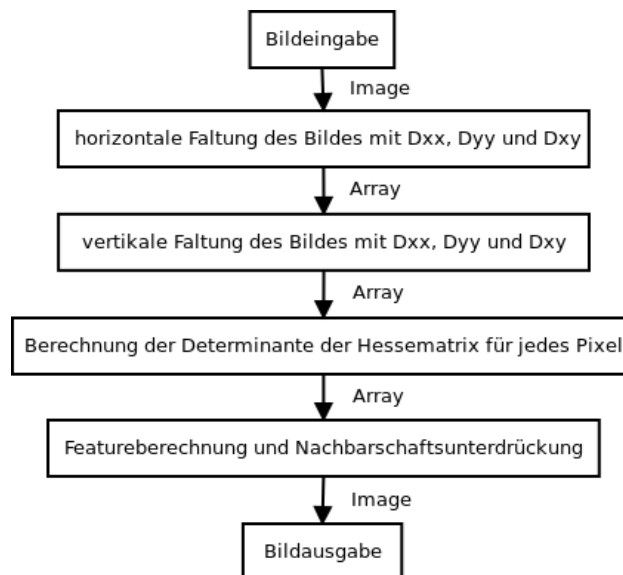 Bildeingabe
Image
horizontale Faltung des Bildes mit Dxx, Dyy und Dxy
Array
vertikale Faltung des Bildes mit Dxx, Dyy und Dxy
Array
Berechnung der Determinante der Hessematrix für jedes Pixel
Array
Featureberechnung und Nachbarschaftsunterdrückung
Image
Bildausgabe